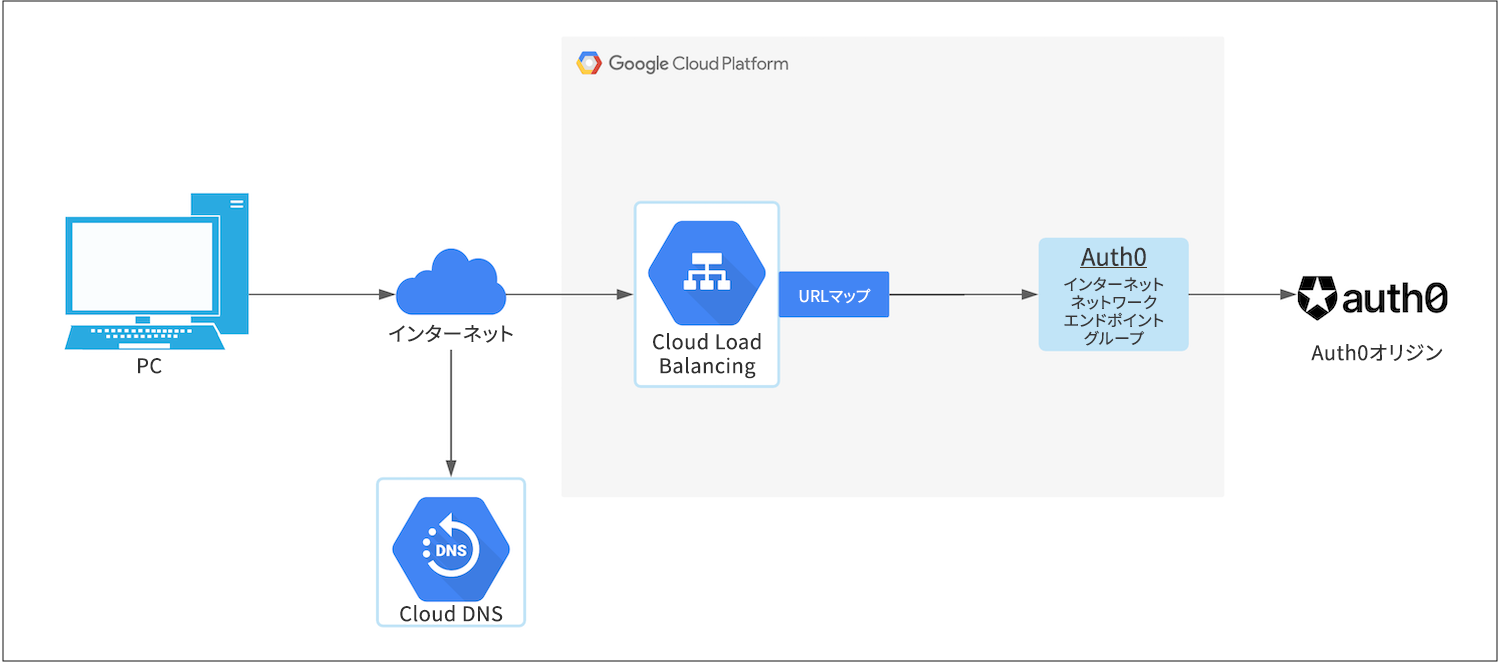 Google Cloud Platform
PC
インターネット
DNS
Cloud DNS
Cloud Load
Balancing
URLマップ
Auth0
インターネット
ネットワーク
エンドポイント
グループ
auth0
Auth0オリジン